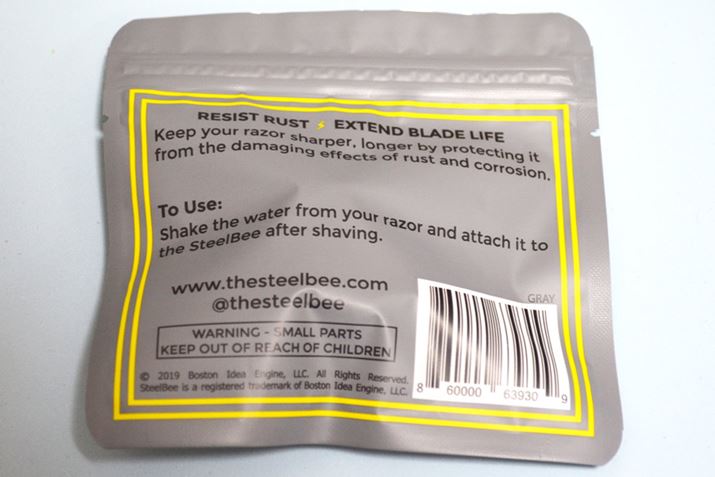 RESIST RUST ⚡ EXTEND BLADE LIFE
Keep your razor sharper, longer by protecting it
from the damaging effects of rust and corrosion.
To Use:
Shake the water from your razor and attach it to
the SteelBee after shaving.
www.thesteelbee.com
@thesteelbee
WARNING - SMALL PARTS
KEEP OUT OF REACH OF CHILDREN
© 2019 Boston Idea Engine, LLC. All Rights Reserved.
SteelBee is a registered trademark of Boston Idea Engine, LLC.
GRAY
8 60000 63930 9